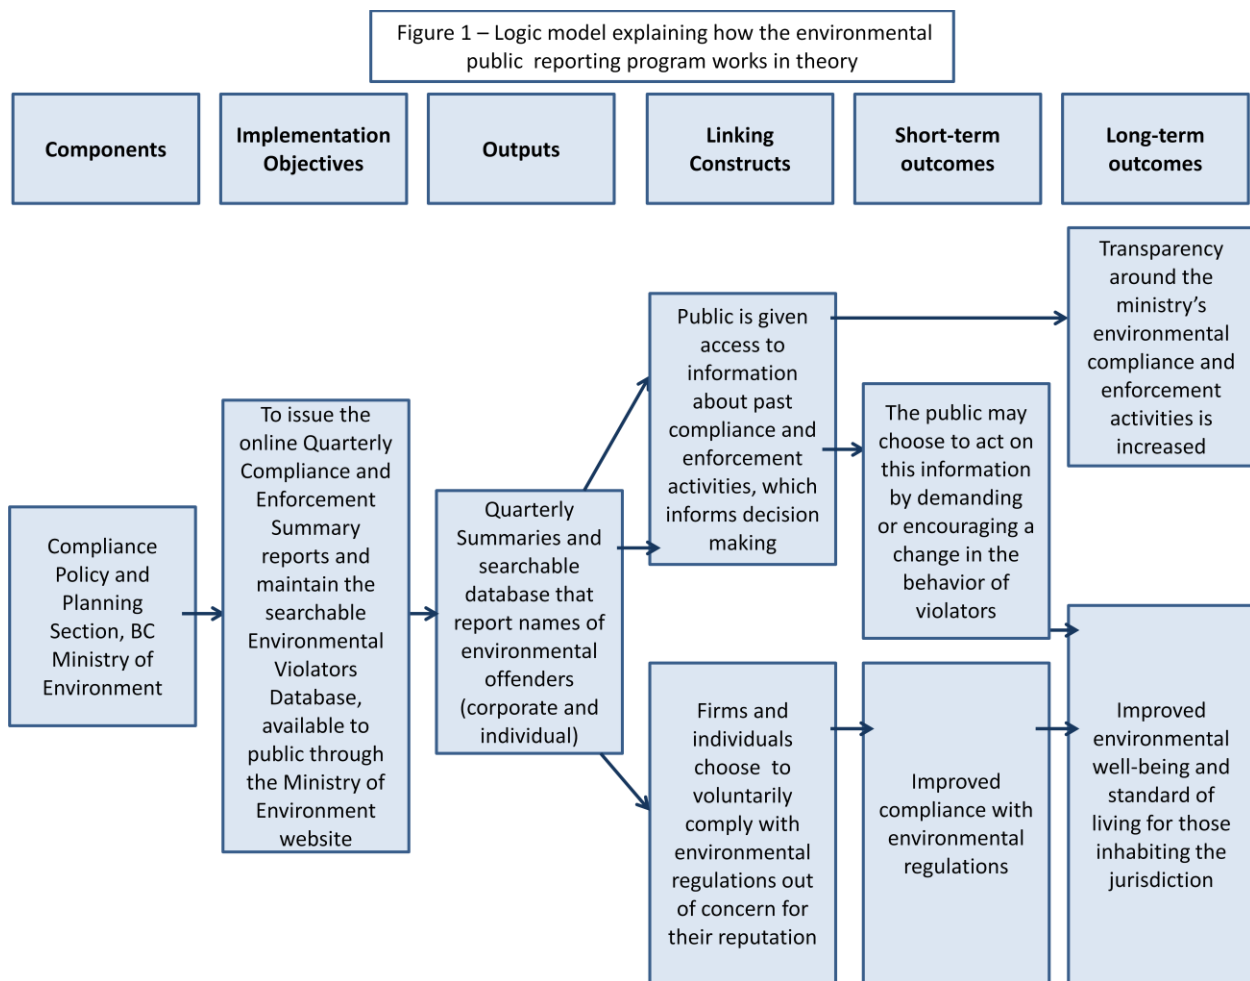 Figure 1 – Logic model explaining how the environmental
public reporting program works in theory
Components
Implementation
Objectives
Outputs
Linking
Constructs
Short-term
outcomes
Long-term
outcomes
Compliance
Policy and
Planning
Section, BC
Ministry of
Environment
To issue the
online Quarterly
Compliance and
Enforcement
Summary
reports and
maintain the
searchable
Environmental
Violators
Database,
available to
public through
the Ministry of
Environment
website
Quarterly
Summaries and
searchable
database that
report names of
environmental
offenders
(corporate and
individual)
Public is given
access to
information
about past
compliance and
enforcement
activities, which
informs decision
making
Firms and
individuals
choose to
voluntarily
comply with
environmental
regulations out
of concern for
their reputation
The public may
choose to act on
this information
by demanding
or encouraging a
change in the
behavior of
violators
Improved
compliance with
environmental
regulations
Transparency
around the
ministry’s
environmental
compliance and
enforcement
activities is
increased
Improved
environmental
well-being and
standard of
living for those
inhabiting the
jurisdiction